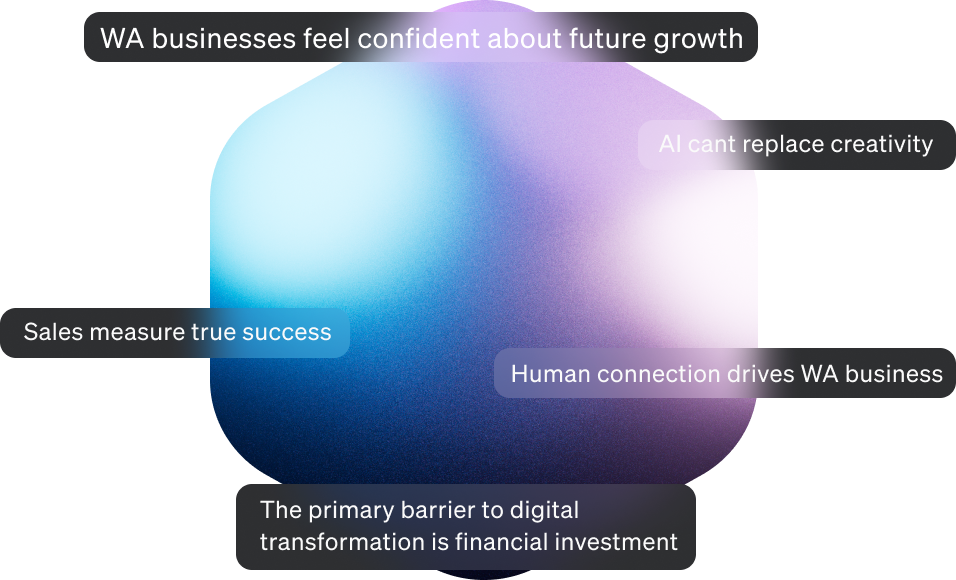 WA businesses feel confident about future growth
AI cant replace creativity
Sales measure true success
Human connection drives WA business
The primary barrier to digital
transformation is financial investment